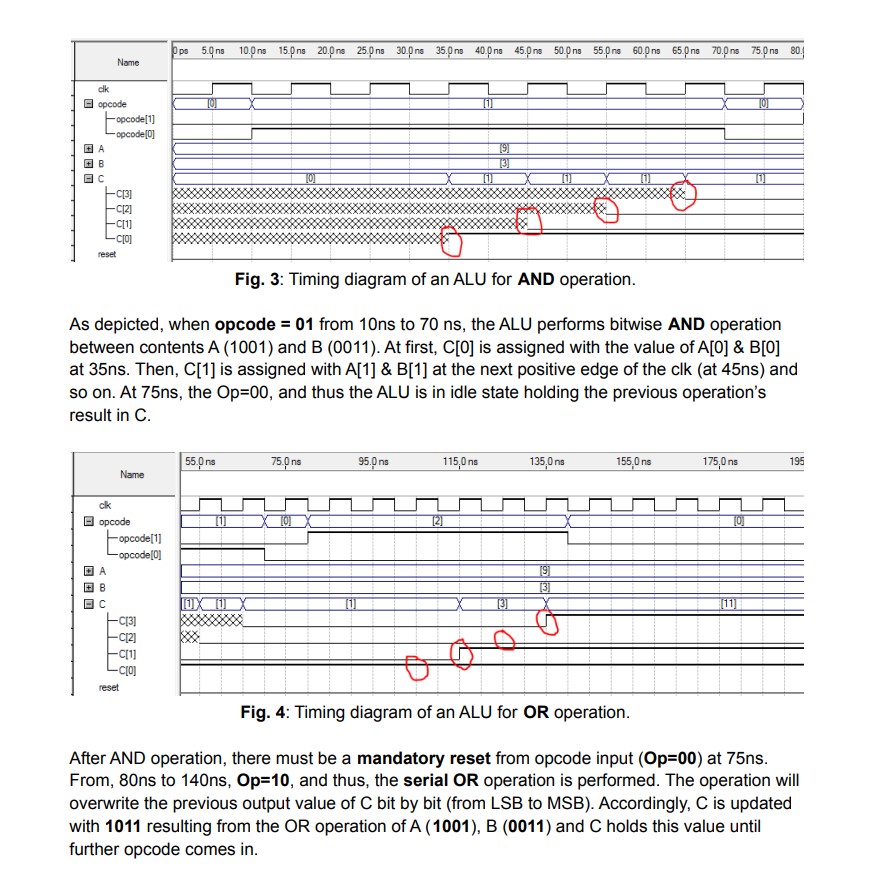 0 ps 5.0 ns 10.0 ns 15.0 ns 20.0 ns 25.0 ns 30.0 ns 35.0 ns 40.0 ns 45.0 ns 50.0 ns 55.0 ns 60.0 ns 65.0 ns 70.0 ns 75.0 ns 80.
Name
clk
opcode [0] [1] [0]
opcode[1]
opcode[0]
A [9]
B [3]
C [0] [1] [1] [1] [1]
C[3]
C[2]
C[1]
C[0]
reset
Fig. 3: Timing diagram of an ALU for AND operation.
As depicted, when opcode = 01 from 10ns to 70 ns, the ALU performs bitwise AND operation
between contents A (1001) and B (0011). At first, C[0] is assigned with the value of A[0] & B[0]
at 35ns. Then, C[1] is assigned with A[1] & B[1] at the next positive edge of the clk (at 45ns) and
so on. At 75ns, the Op=00, and thus the ALU is in idle state holding the previous operation’s
result in C.
55.0 ns 75.0 ns 95.0 ns 115.0 ns 135.0 ns 155.0 ns 175.0 ns 195
Name
clk
opcode [1] [0] [2] [0]
opcode[1]
opcode[0]
A [9]
B [3]
C [1] [1] [1] [3] [11]
C[3]
C[2]
C[1]
C[0]
reset
Fig. 4: Timing diagram of an ALU for OR operation.
After AND operation, there must be a mandatory reset from opcode input (Op=00) at 75ns.
From, 80ns to 140ns, Op=10, and thus, the serial OR operation is performed. The operation will
overwrite the previous output value of C bit by bit (from LSB to MSB). Accordingly, C is updated
with 1011 resulting from the OR operation of A (1001), B (0011) and C holds this value until
further opcode comes in.